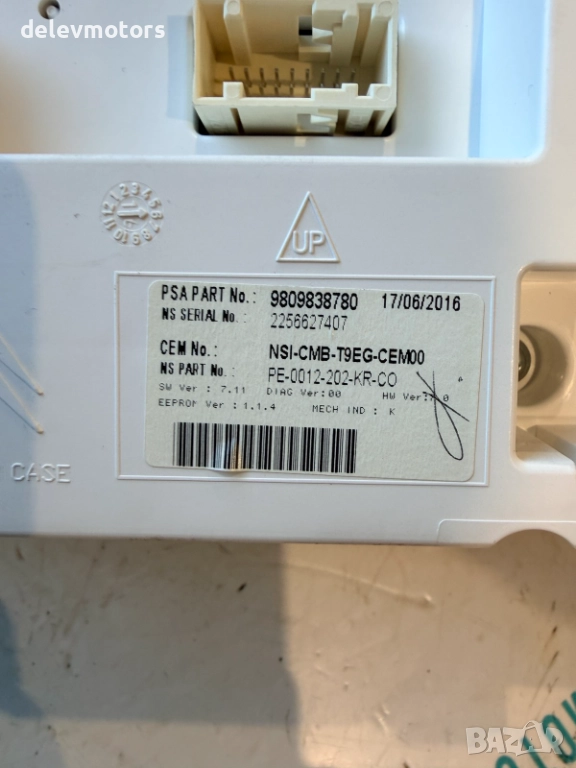 delevmotors
UP
PSA PART No.: 9809838780 17/06/2016
NS SERIAL No.: 2256627407
CEM No.: NSI-CMB-T9EG-CEM00
NS PART No.: PE-0012-202-KR-CO
SW Ver : 7.11 DIAG Ver:00 HW Ver:
EEPROM Ver : 1.1.4 MECH IND : K
CASE
BAZAR